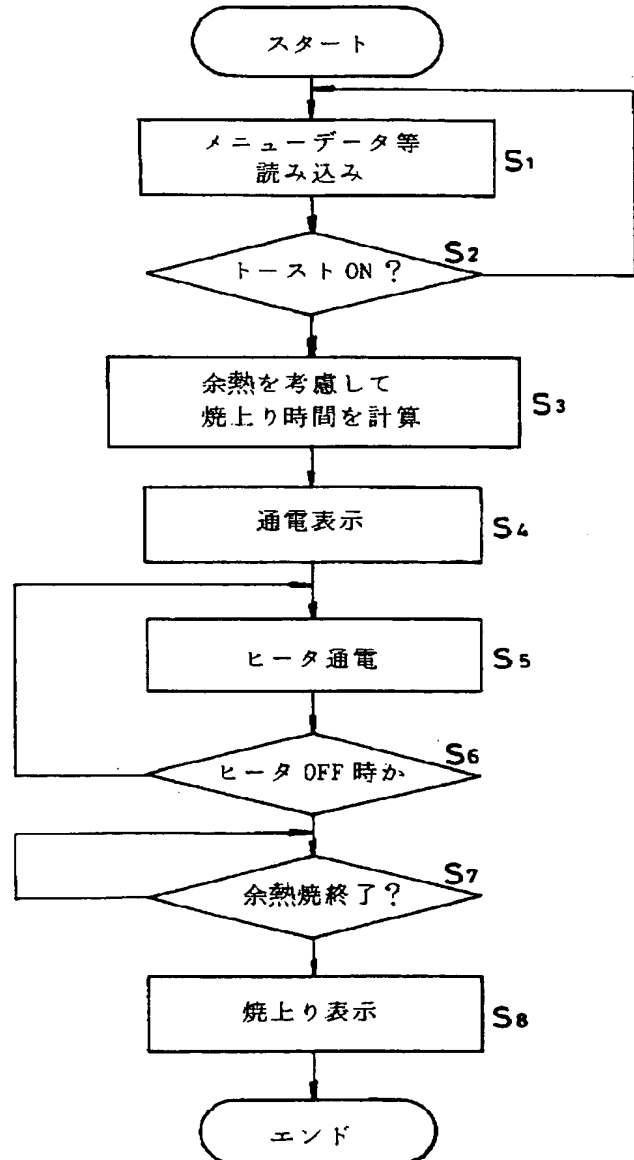 スタート
メニューデータ等
読み込み
S1
S2
トースト ON ?
余熱を考慮して
焼上り時間を計算
S3
通電表示
S4
ヒータ通電
S5
S6
ヒータ OFF 時か
S7
余熱焼終了?
焼上り表示
S8
エンド